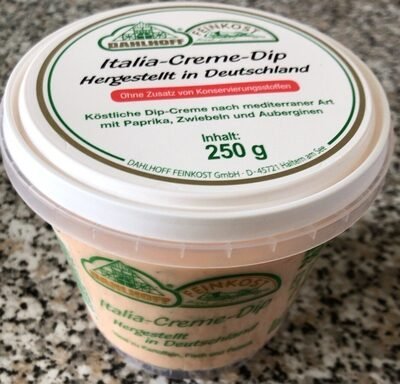 DAHLHOFF FEINKOST
Italia-Creme-Dip
Hergestellt in Deutschland
Ohne Zusatz von Konservierungsstoffen
Köstliche Dip-Creme nach mediterraner Art
mit Paprika, Zwiebeln und Auberginen
Inhalt:
250 g
DAHLHOFF FEINKOST GmbH · D-45721 Haltern am See
DAHLHOFF FEINKOST
Italia-Creme-Dip
Hergestellt
in Deutschland